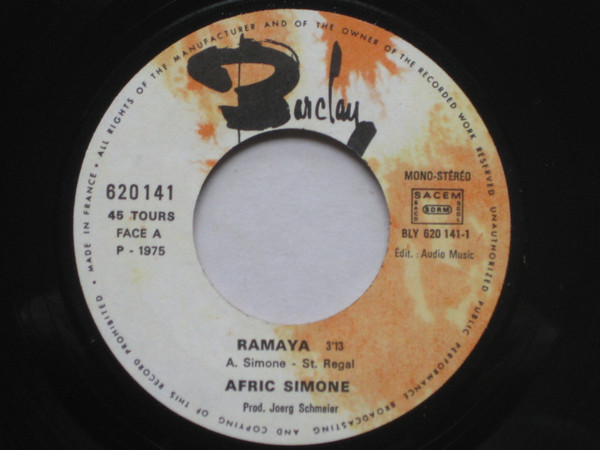 ALL RIGHTS OF THE MANUFACTURER AND OF THE OWNER OF THE RECORDED WORK RESERVED UNAUTHORIZED PUBLIC PERFORMANCE BROADCASTING AND COPYING OF THIS RECORD PROHIBITED • MADE IN FRANCE •
Barclay
620141
45 TOURS
FACE A
P - 1975
MONO-STÉRÉO
SACEM
SACD SDRM SGDL
BLY 620 141-1
Edit. : Audio Music
RAMAYA 3'13
A. Simone - St. Regal
AFRIC SIMONE
Prod. Joerg Schmeier